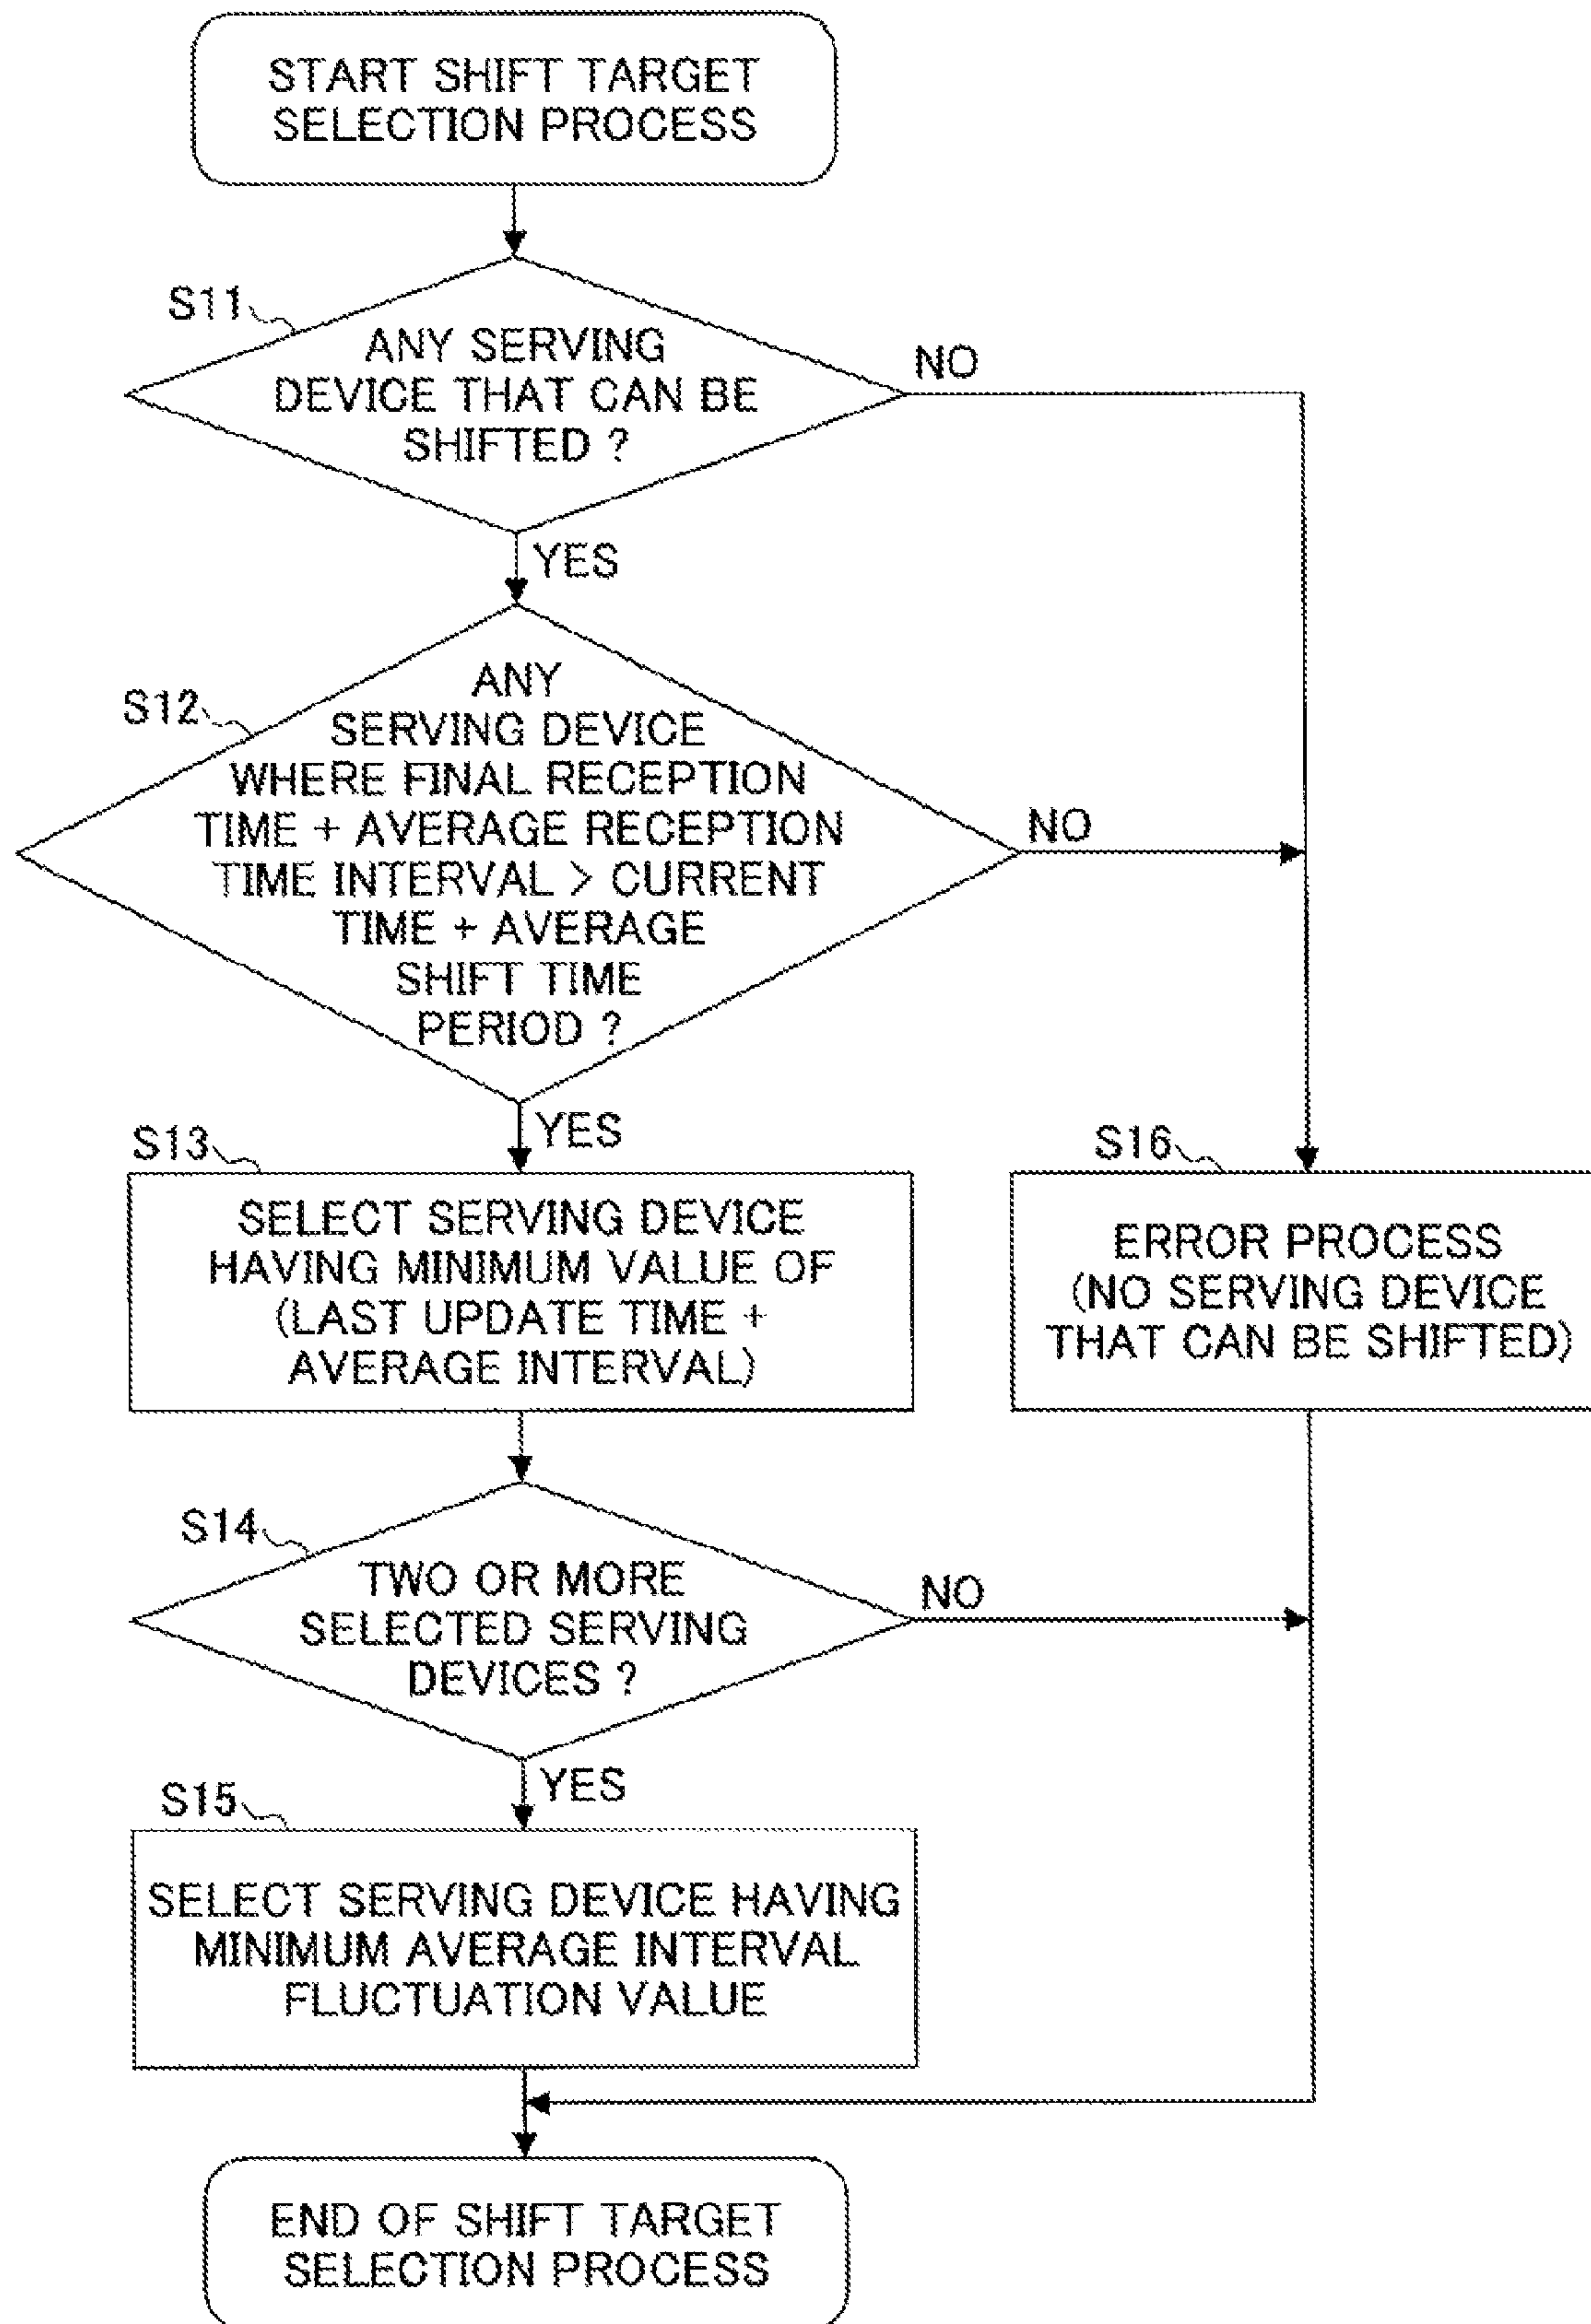 START SHIFT TARGET
SELECTION PROCESS
S11
ANY SERVING
DEVICE THAT CAN BE
SHIFTED ?
NO
YES
S12
ANY
SERVING DEVICE
WHERE FINAL RECEPTION
TIME + AVERAGE RECEPTION
TIME INTERVAL > CURRENT
TIME + AVERAGE
SHIFT TIME
PERIOD ?
NO
YES
S13
SELECT SERVING DEVICE
HAVING MINIMUM VALUE OF
(LAST UPDATE TIME +
AVERAGE INTERVAL)
S16
ERROR PROCESS
(NO SERVING DEVICE
THAT CAN BE SHIFTED)
S14
TWO OR MORE
SELECTED SERVING
DEVICES ?
NO
YES
S15
SELECT SERVING DEVICE HAVING
MINIMUM AVERAGE INTERVAL
FLUCTUATION VALUE
END OF SHIFT TARGET
SELECTION PROCESS